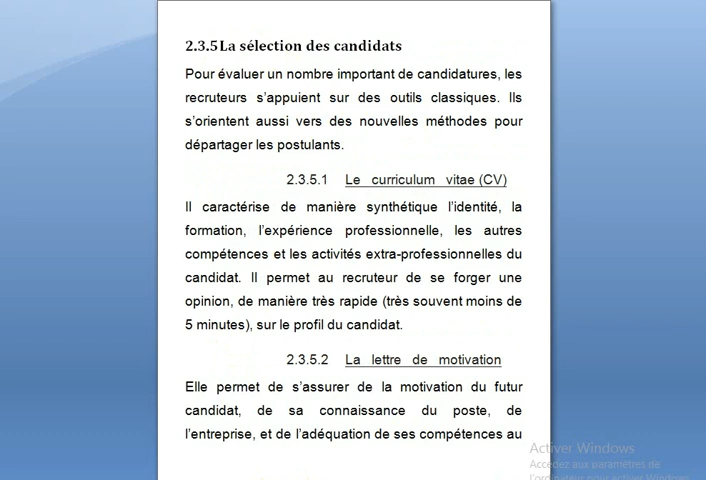 2.3.5La sélection des candidats
Pour évaluer un nombre important de candidatures, les
recruteurs s'appuient sur des outils classiques. Ils
s'orientent aussi vers des nouvelles méthodes pour
départager les postulants.
2.3.5.1 Le curriculum vitae (CV)
Il caractérise de manière synthétique l'identité, la
formation, l'expérience professionnelle, les autres
compétences et les activités extra-professionnelles du
candidat. Il permet au recruteur de se forger une
opinion, de manière très rapide (très souvent moins de
5 minutes), sur le profil du candidat.
2.3.5.2 La lettre de motivation
Elle permet de s'assurer de la motivation du futur
candidat, de sa connaissance du poste, de
l'entreprise, et de l'adéquation de ses compétences au
Activer Windows
Accédez aux paramètres de
l'ordinateur pour activer Windows